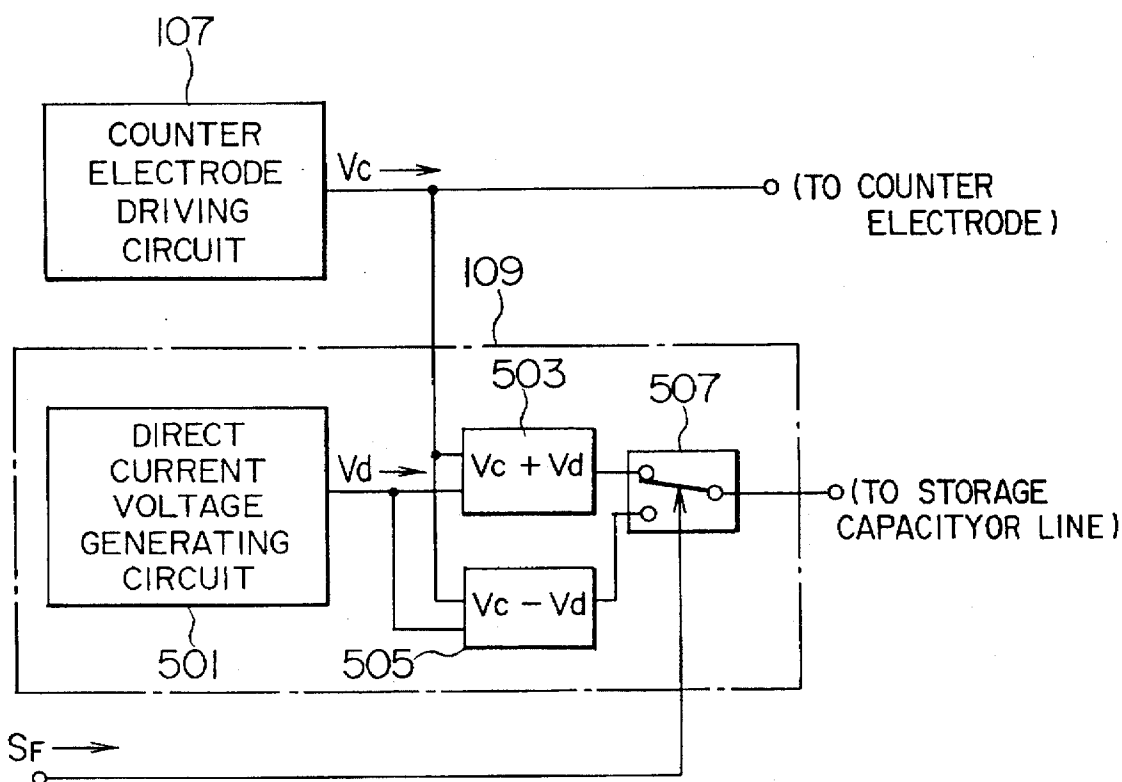 107
COUNTER
ELECTRODE
DRIVING
CIRCUIT
Vc
(TO COUNTER
ELECTRODE)
109
503
507
DIRECT
CURRENT
VOLTAGE
GENERATING
CIRCUIT
Vd
Vc + Vd
(TO STORAGE
CAPACITYOR LINE)
Vc − Vd
501
505
SF